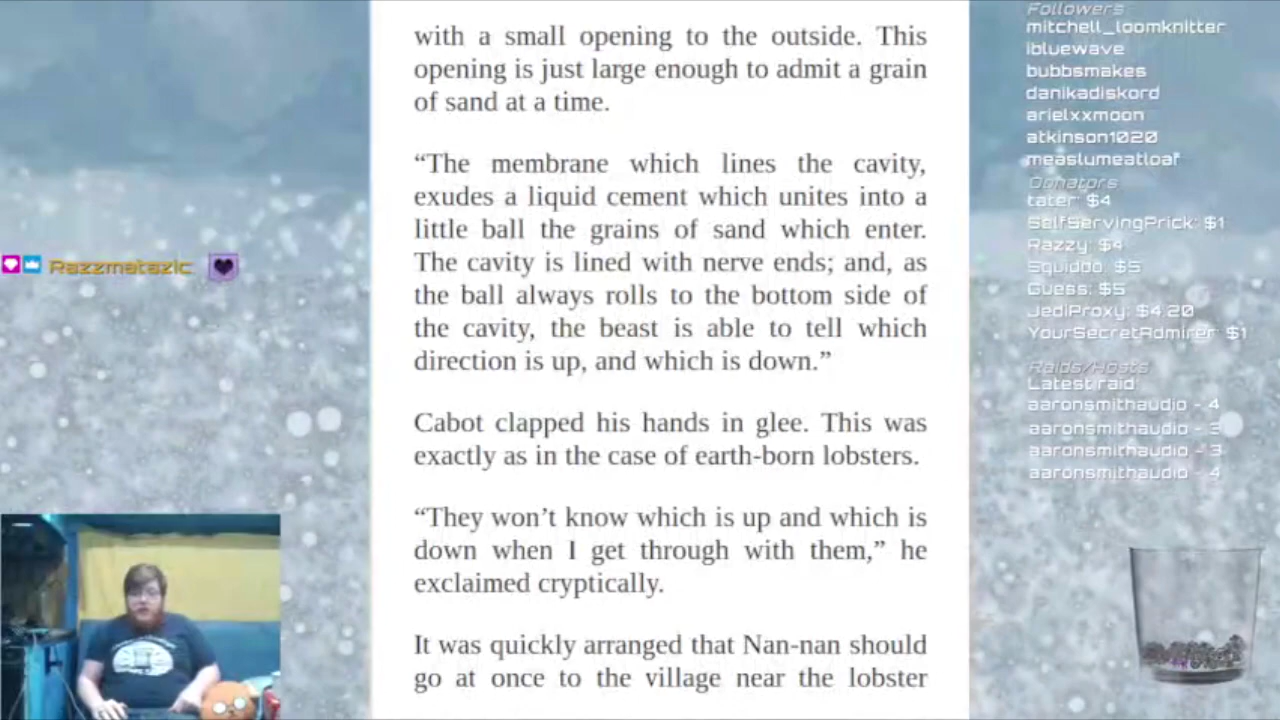 with a small opening to the outside. This
opening is just large enough to admit a grain
of sand at a time.
“The membrane which lines the cavity,
exudes a liquid cement which unites into a
little ball the grains of sand which enter.
The cavity is lined with nerve ends; and, as
the ball always rolls to the bottom side of
the cavity, the beast is able to tell which
direction is up, and which is down.”
Cabot clapped his hands in glee. This was
exactly as in the case of earth-born lobsters.
“They won’t know which is up and which is
down when I get through with them,” he
exclaimed cryptically.
It was quickly arranged that Nan-nan should
go at once to the village near the lobster
Razzmatazic
Followers
mitchell_loomknitter
ibluewave
bubbsmakes
danikadiskord
arielxxmoon
atkinson1020
measlumeatloaf
Donators
tater: $4
SelfServingPrick: $1
Razzy: $4
Squidoo: $5
Guess: $5
JediProxy: $4.20
YourSecretAdmirer: $1
Raids/Hosts
Latest raid
aaronsmithaudio - 4
aaronsmithaudio - 3
aaronsmithaudio - 3
aaronsmithaudio - 4